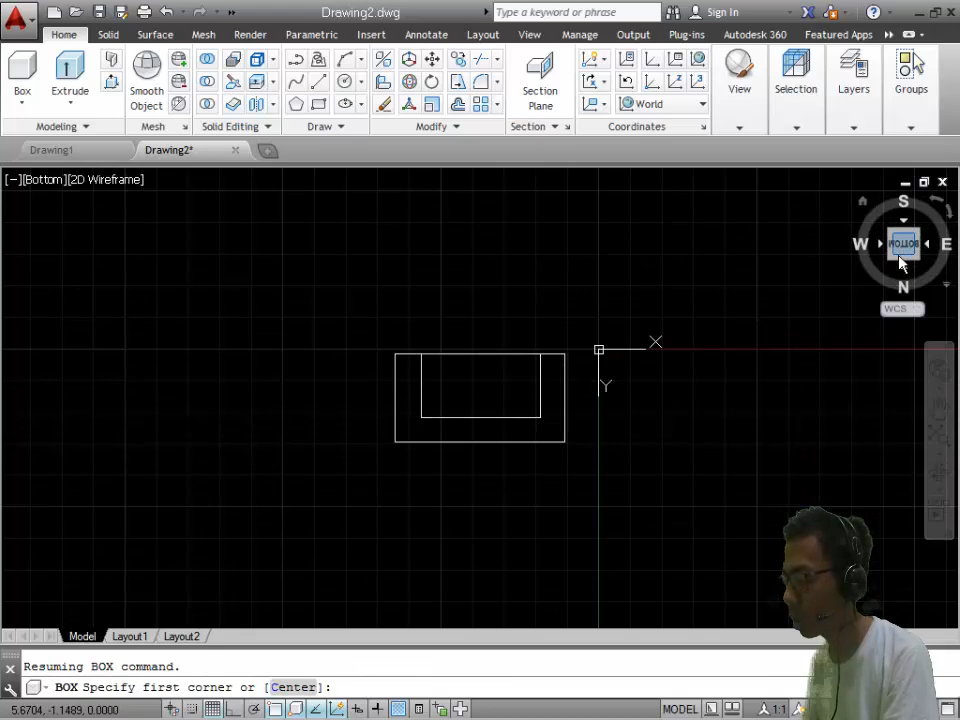 Drawing2.dwg
Type a keyword or phrase
Sign In
Home Solid Surface Mesh Render Parametric Insert Annotate Layout View Manage Output Plug-ins Autodesk 360 Featured Apps
Box
Extrude
Smooth
Object
Section
Plane
World
View
Selection
Layers
Groups
Modeling
Mesh
Solid Editing
Draw
Modify
Section
Coordinates
Drawing1
Drawing2*
[−][Bottom][2D Wireframe]
S
W
BOTTOM
E
N
WCS
X
Y
Model
Layout1
Layout2
Resuming BOX command.
BOX Specify first corner or [Center]:
5.6704, -1.1489, 0.0000
MODEL
1:1